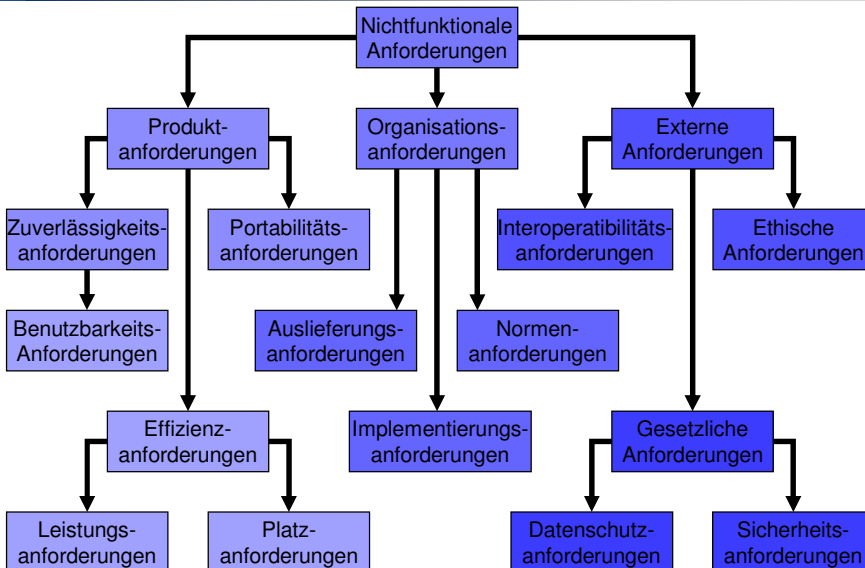 Nichtfunktionale
Anforderungen
Produkt-
anforderungen
Organisations-
anforderungen
Externe
Anforderungen
Zuverlässigkeits-
anforderungen
Portabilitäts-
anforderungen
Interoperatibilitäts-
anforderungen
Ethische
Anforderungen
Benutzbarkeits-
Anforderungen
Auslieferungs-
anforderungen
Normen-
anforderungen
Effizienz-
anforderungen
Implementierungs-
anforderungen
Gesetzliche
Anforderungen
Leistungs-
anforderungen
Platz-
anforderungen
Datenschutz-
anforderungen
Sicherheits-
anforderungen